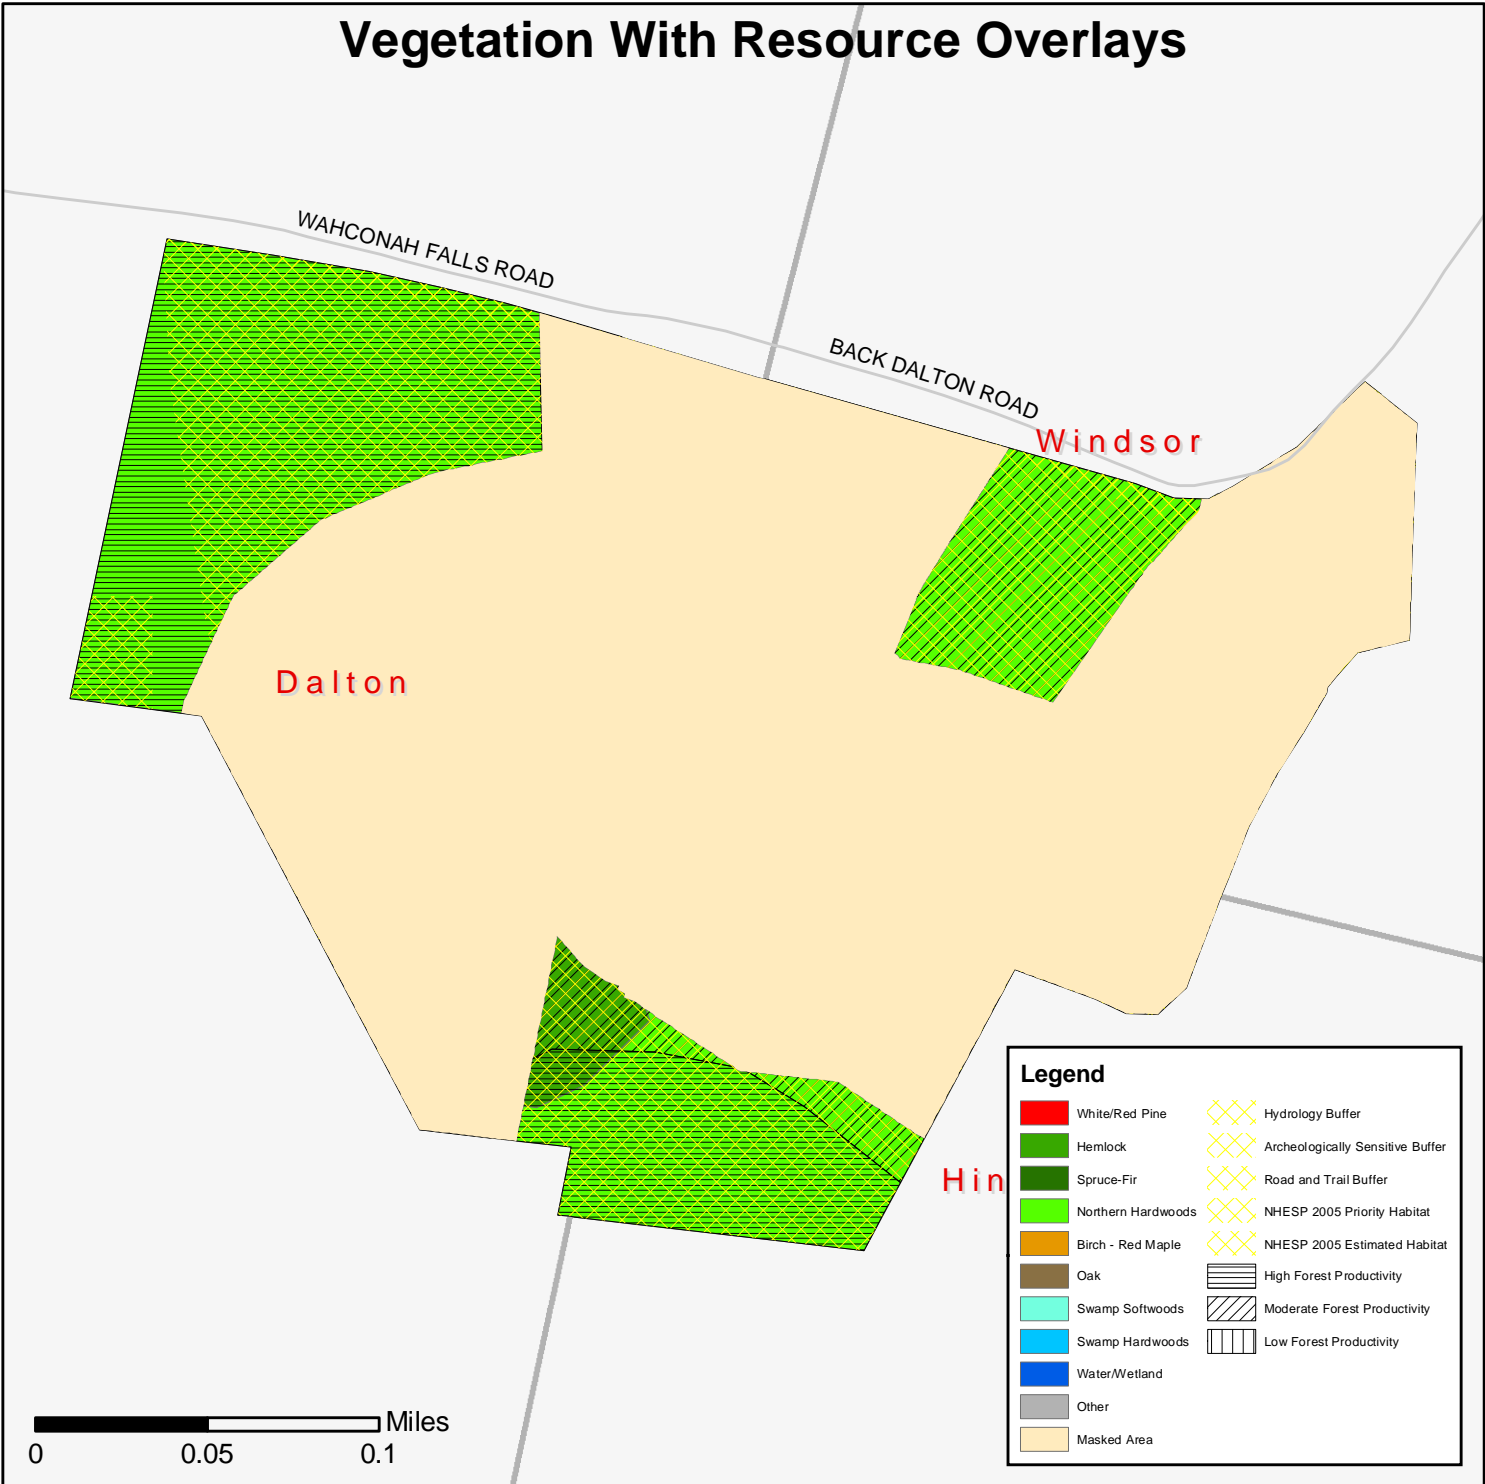 Vegetation With Resource Overlays
WAHCONAH FALLS ROAD
BACK DALTON ROAD
Windsor
Dalton
Hin
Legend
White/Red Pine
Hemlock
Spruce-Fir
Northern Hardwoods
Birch - Red Maple
Oak
Swamp Softwoods
Swamp Hardwoods
Water/Wetland
Other
Masked Area
Hydrology Buffer
Archeologically Sensitive Buffer
Road and Trail Buffer
NHESP 2005 Priority Habitat
NHESP 2005 Estimated Habitat
High Forest Productivity
Moderate Forest Productivity
Low Forest Productivity
Miles
0 0.05 0.1